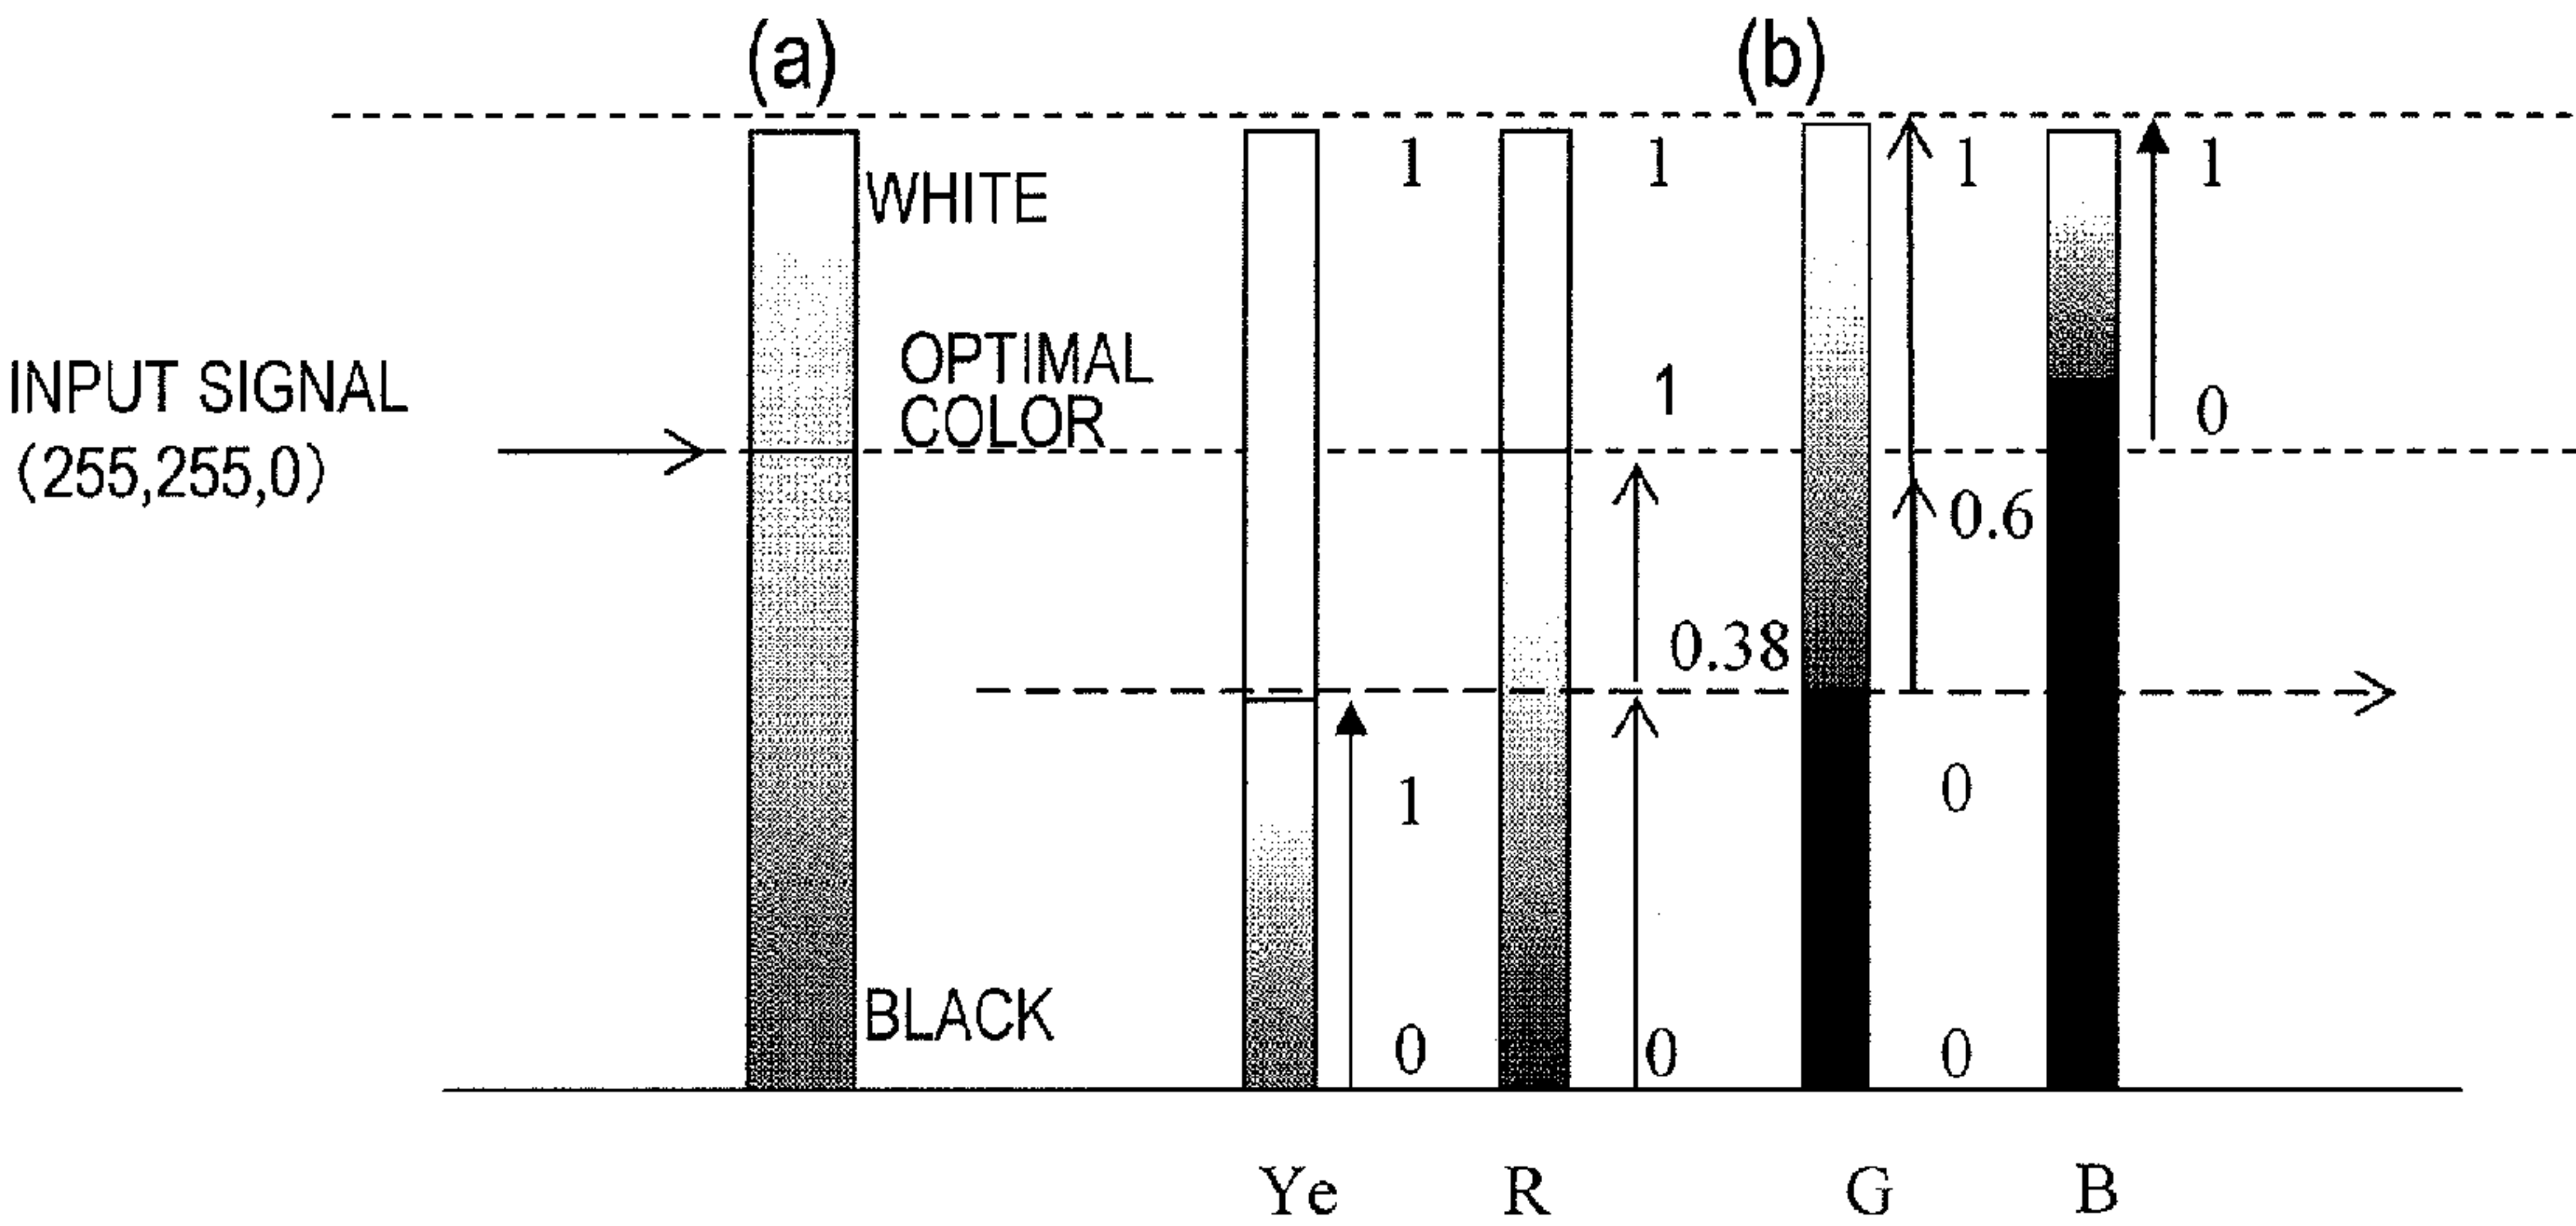 (a)
(b)
1 1 1 1
WHITE
OPTIMAL
COLOR
INPUT SIGNAL
(255,255,0)
1
0
0.6
0.38
1
0
0 0 0
BLACK
Ye R G B